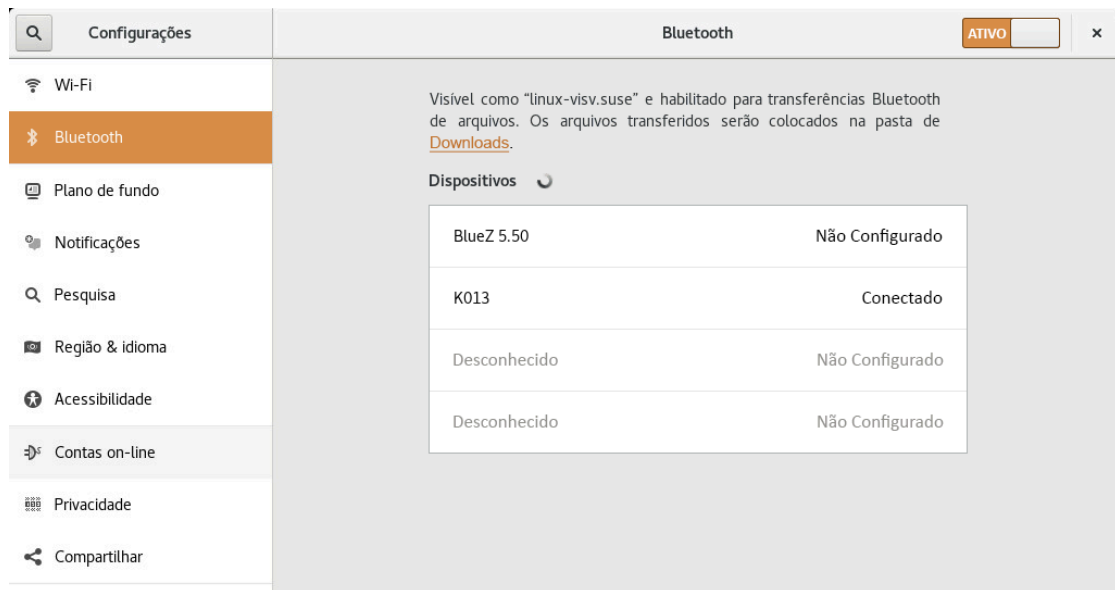 Configurações
Bluetooth
ATIVO
Wi-Fi
Bluetooth
Plano de fundo
Notificações
Pesquisa
Região & idioma
Acessibilidade
Contas on-line
Privacidade
Compartilhar
Visível como “linux-visv.suse” e habilitado para transferências Bluetooth
de arquivos. Os arquivos transferidos serão colocados na pasta de
Downloads.
Dispositivos
BlueZ 5.50 Não Configurado
K013 Conectado
Desconhecido Não Configurado
Desconhecido Não Configurado